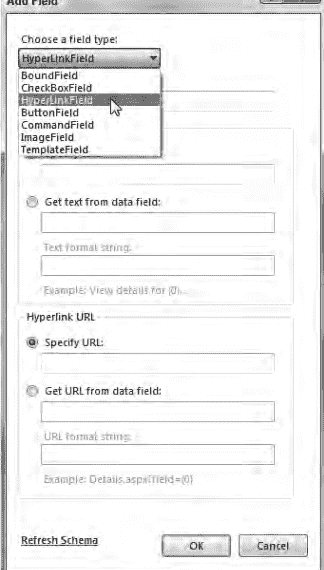 Add Field
Choose a field type:
HyperLinkField
BoundField
CheckBoxField
HyperLinkField
ButtonField
CommandField
ImageField
TemplateField
Get text from data field:
Text format string:
Example: View details for {0}...
Hyperlink URL
Specify URL:
Get URL from data field:
URL format string:
Example: Details.aspx?field={0}
Refresh Schema
OK
Cancel